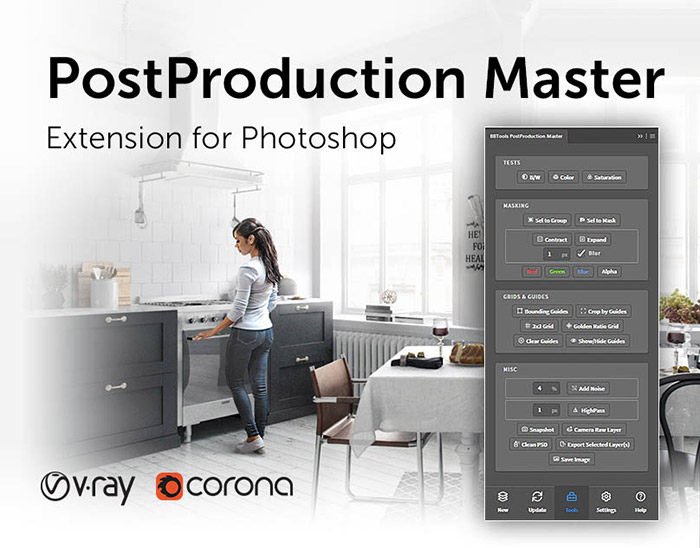 PostProduction Master
Extension for Photoshop
BBTools PostProduction Master
TESTS
B/W Color Saturation
MASKING
Sel to Group Sel to Mask
Contract Expand
1 px Blur
Red Green Blue Alpha
GRIDS & GUIDES
Bounding Guides Crop by Guides
3x3 Grid Golden Ratio Grid
Clear Guides Show/Hide Guides
MISC
4 % Add Noise
1 px HighPass
Snapshot Camera Raw Layer
Clean PSD Export Selected Layer(s)
Save Image
New Update Tools Settings Help
v·ray corona